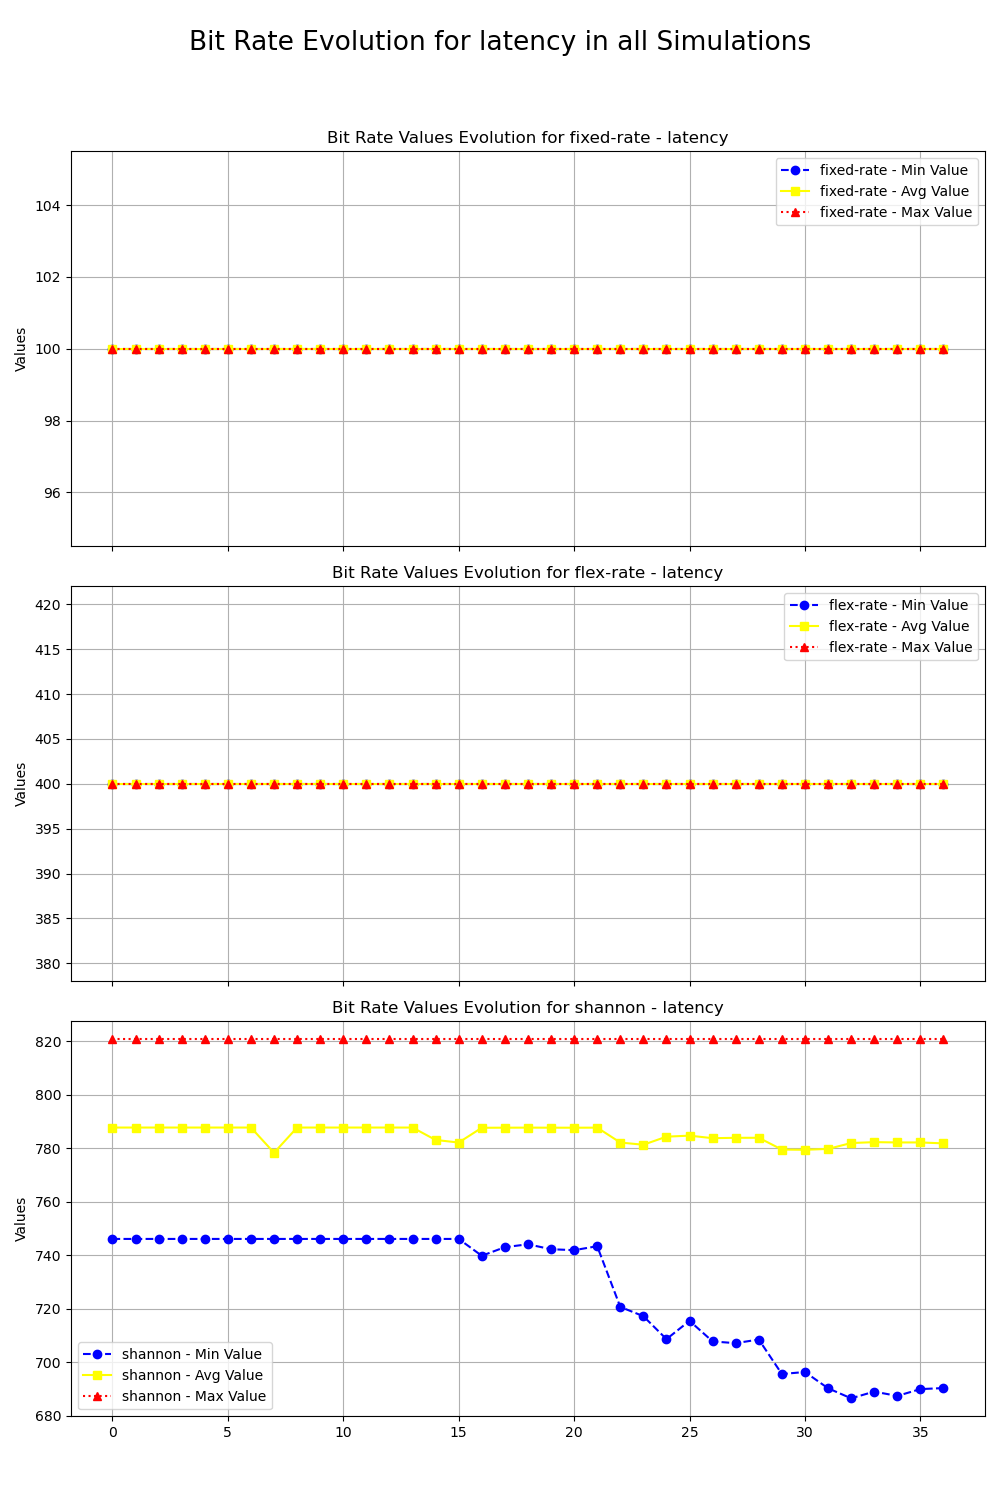 Bit Rate Evolution for latency in all Simulations
Bit Rate Values Evolution for fixed-rate - latency
fixed-rate - Min Value
fixed-rate - Avg Value
fixed-rate - Max Value
104
102
100
98
96
Values
Bit Rate Values Evolution for flex-rate - latency
flex-rate - Min Value
flex-rate - Avg Value
flex-rate - Max Value
420
415
410
405
400
395
390
385
380
Values
Bit Rate Values Evolution for shannon - latency
820
800
780
760
740
720
700
680
Values
shannon - Min Value
shannon - Avg Value
shannon - Max Value
0 5 10 15 20 25 30 35